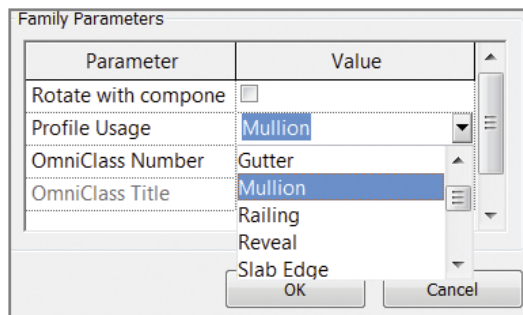 Family Parameters
Parameter Value
Rotate with compone
Profile Usage Mullion
OmniClass Number Gutter
OmniClass Title Mullion
Railing
Reveal
Slab Edge
OK Cancel